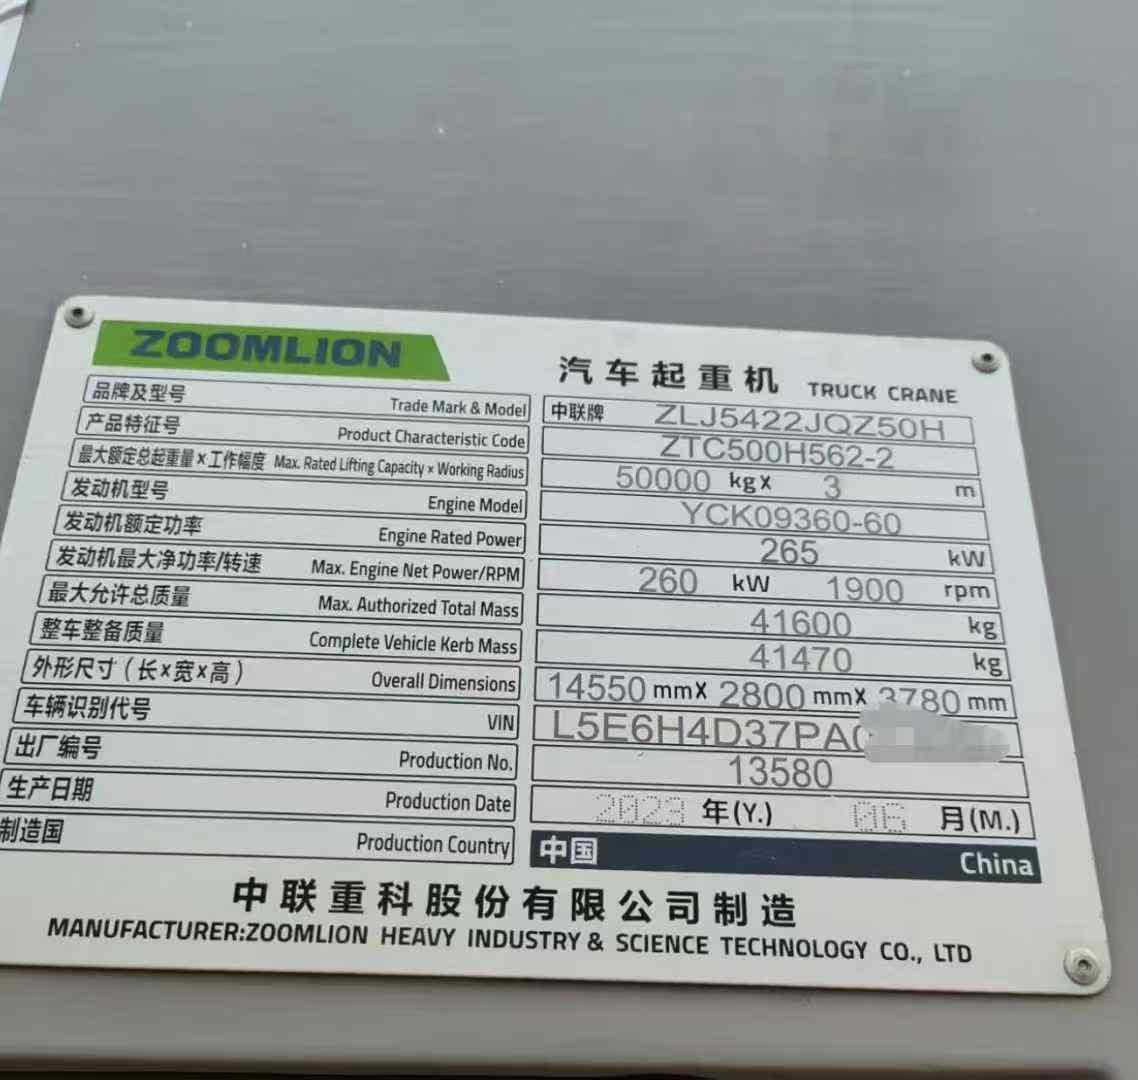 ZOOMLION
汽车起重机 TRUCK CRANE
品牌及型号 Trade Mark & Model 中联牌 ZLJ5422JQZ50H
产品特征号 Product Characteristic Code ZTC500H562-2
最大额定总起重量×工作幅度 Max. Rated Lifting Capacity × Working Radius 50000 kg× 3 m
发动机型号 Engine Model YCK09360-60
发动机额定功率 Engine Rated Power 265 kW
发动机最大净功率/转速 Max. Engine Net Power/RPM 260 kW 1900 rpm
最大允许总质量 Max. Authorized Total Mass 41600 kg
整车整备质量 Complete Vehicle Kerb Mass 41470 kg
外形尺寸(长×宽×高) Overall Dimensions 14550 mm× 2800 mm× 3780 mm
车辆识别代号 VIN L5E6H4D37PA
出厂编号 Production No. 13580
生产日期 Production Date 2023 年(Y.) 06 月(M.)
制造国 Production Country 中国 China
中联重科股份有限公司制造
MANUFACTURER:ZOOMLION HEAVY INDUSTRY & SCIENCE TECHNOLOGY CO., LTD